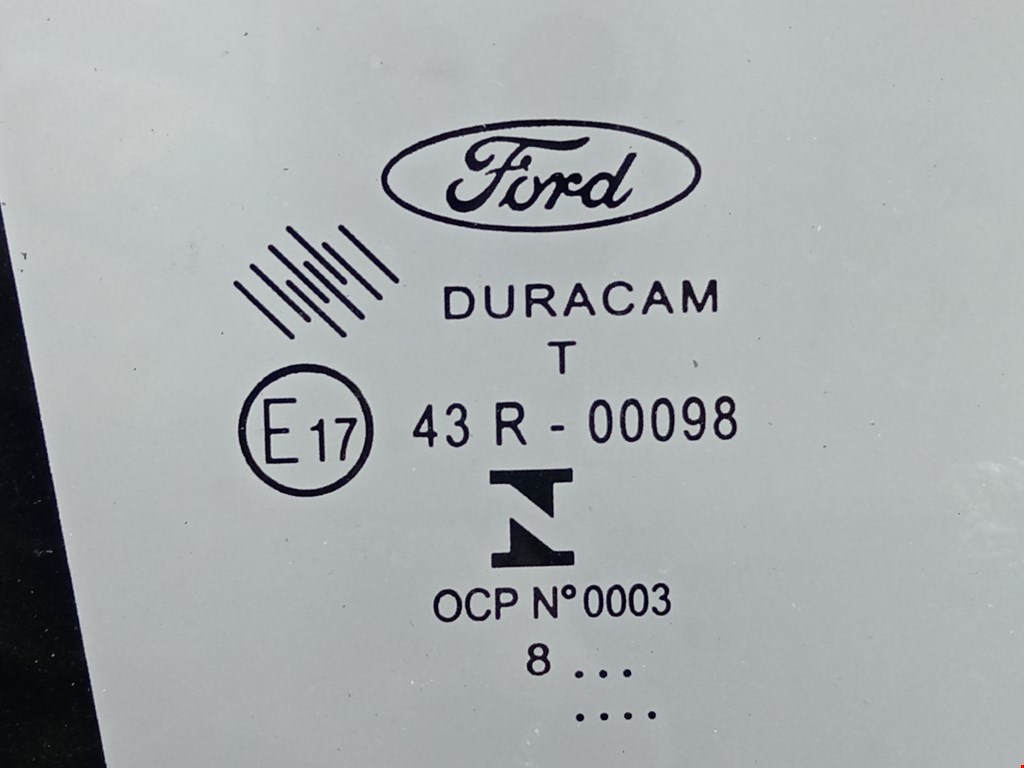 Ford
DURACAM
T
E17 43 R - 00098
OCP N° 0003
8 ...
....